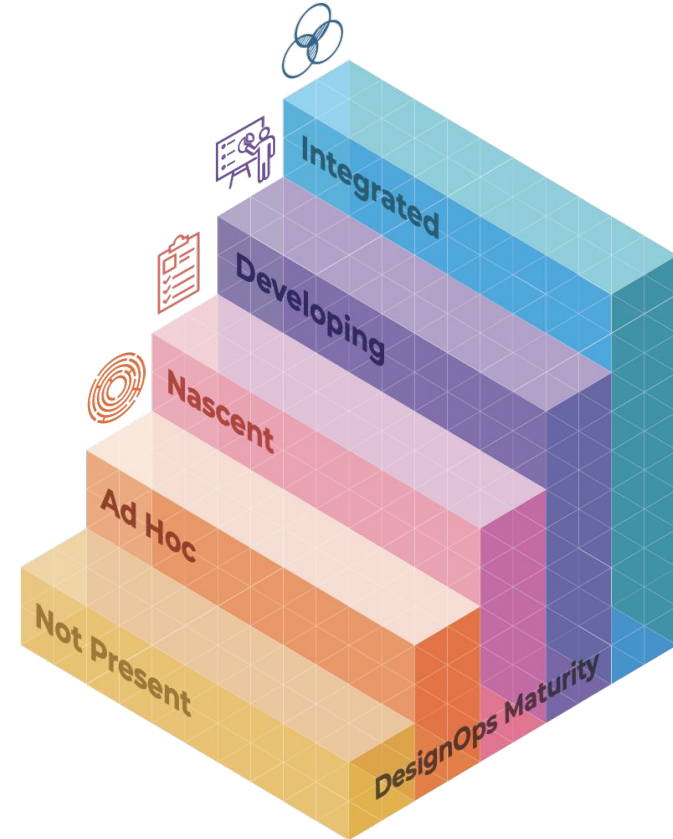 Integrated
Developing
Nascent
Ad Hoc
Not Present
DesignOps Maturity